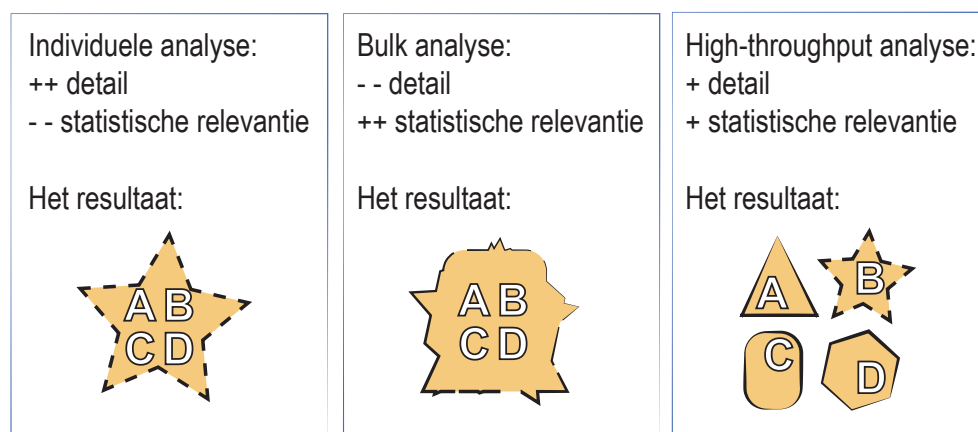 Individuele analyse:
++ detail
- - statistische relevantie
Het resultaat:
A B
C D
Bulk analyse:
- - detail
++ statistische relevantie
Het resultaat:
A B
C D
High-throughput analyse:
+ detail
+ statistische relevantie
Het resultaat:
A
B
C
D